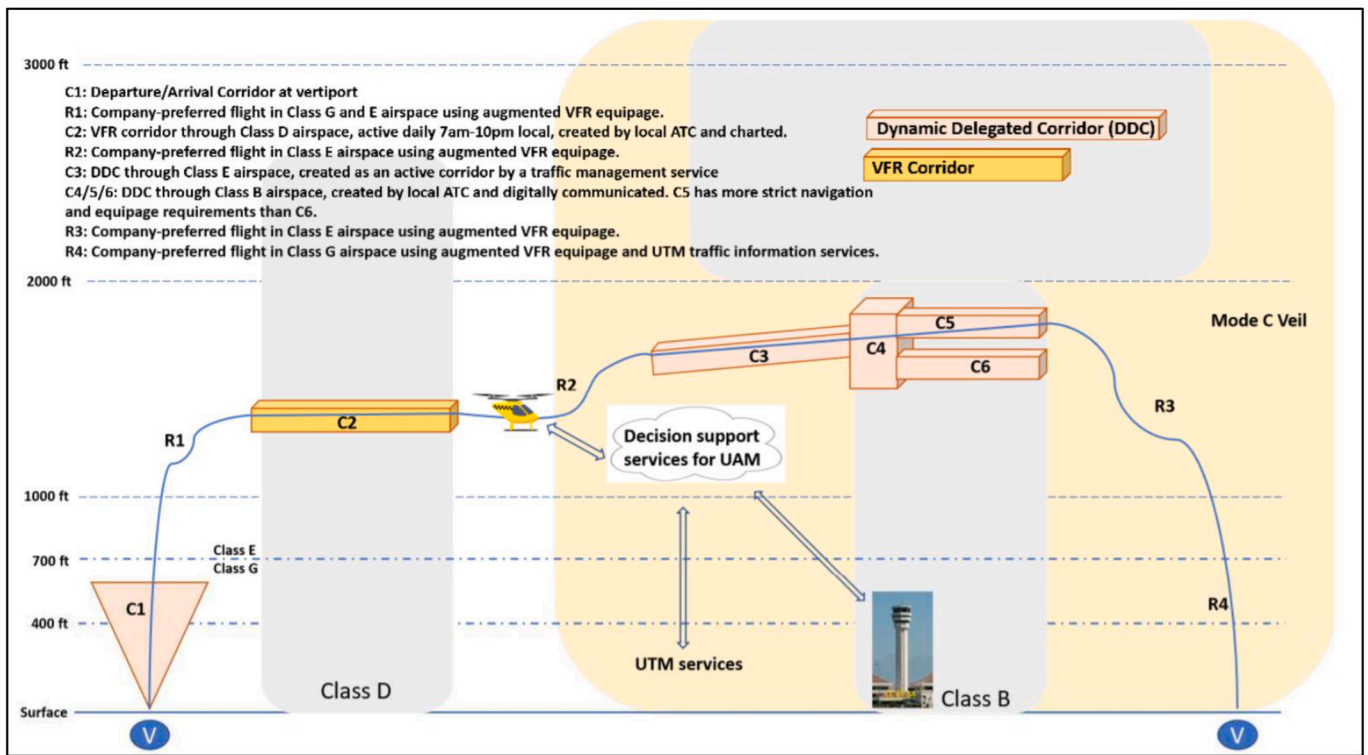 3000 ft
C1: Departure/Arrival Corridor at vertiport
R1: Company-preferred flight in Class G and E airspace using augmented VFR equipage.
C2: VFR corridor through Class D airspace, active daily 7am-10pm local, created by local ATC and charted.
R2: Company-preferred flight in Class E airspace using augmented VFR equipage.
C3: DDC through Class E airspace, created as an active corridor by a traffic management service
C4/5/6: DDC through Class B airspace, created by local ATC and digitally communicated. C5 has more strict navigation
and equipage requirements than C6.
R3: Company-preferred flight in Class E airspace using augmented VFR equipage.
R4: Company-preferred flight in Class G airspace using augmented VFR equipage and UTM traffic information services.
Dynamic Delegated Corridor (DDC)
VFR Corridor
2000 ft
Mode C Veil
C5
C4
C3
C6
R2
C2
R1
R3
Decision support
services for UAM
1000 ft
Class E
700 ft
Class G
C1
R4
400 ft
UTM services
Class D
Class B
Surface
V
V